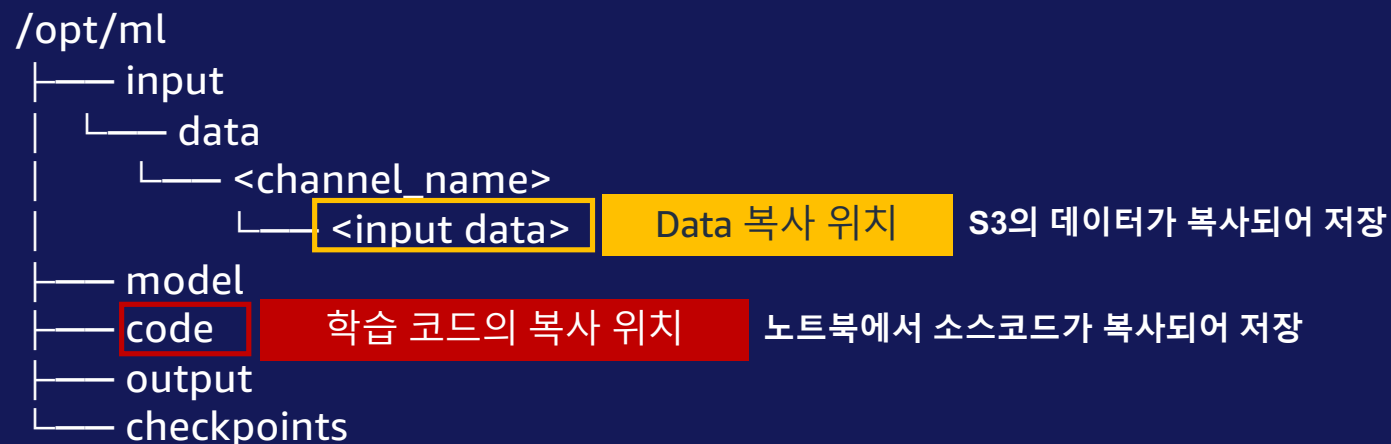 /opt/ml
├── input
│ └── data
│ └── <channel_name>
│ └── <input data> Data 복사 위치 S3의 데이터가 복사되어 저장
├── model
├── code 학습 코드의 복사 위치 노트북에서 소스코드가 복사되어 저장
├── output
└── checkpoints